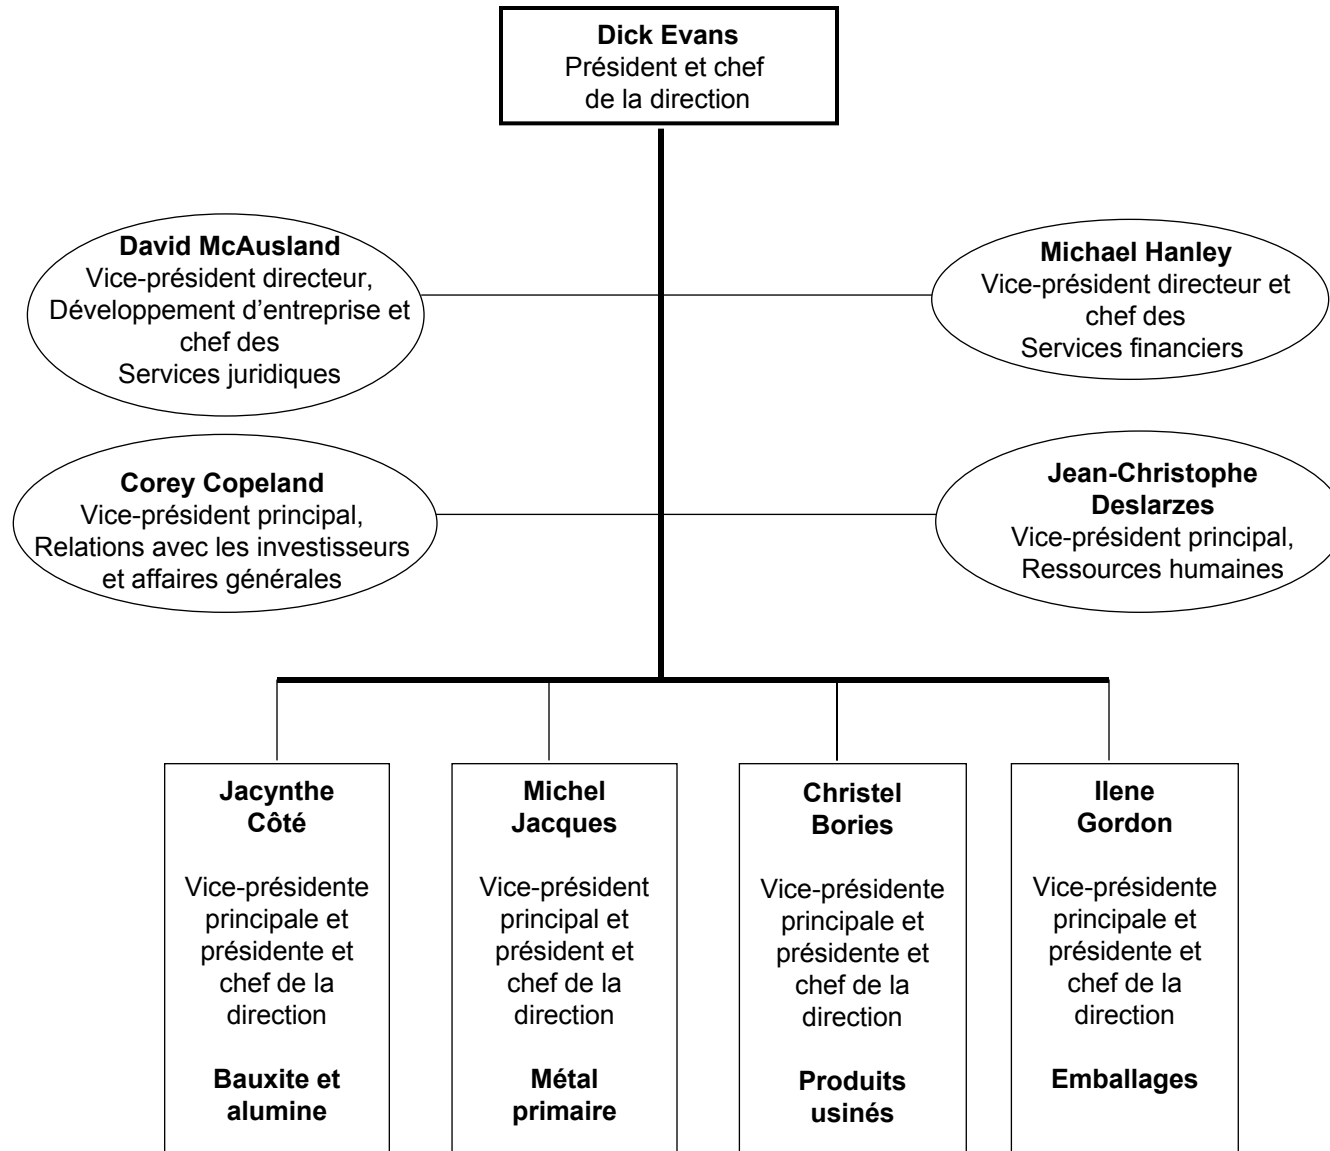 Dick Evans
Président et chef
de la direction
David McAusland
Vice-président directeur,
Développement d’entreprise et
chef des
Services juridiques
Michael Hanley
Vice-président directeur et
chef des
Services financiers
Corey Copeland
Vice-président principal,
Relations avec les investisseurs
et affaires générales
Jean-Christophe
Deslarzes
Vice-président principal,
Ressources humaines
Jacynthe
Côté
Vice-présidente
principale et
présidente et
chef de la
direction
Bauxite et
alumine
Michel
Jacques
Vice-président
principal et
président et
chef de la
direction
Métal
primaire
Christel
Bories
Vice-présidente
principale et
présidente et
chef de la
direction
Produits
usinés
Ilene
Gordon
Vice-présidente
principale et
présidente et
chef de la
direction
Emballages